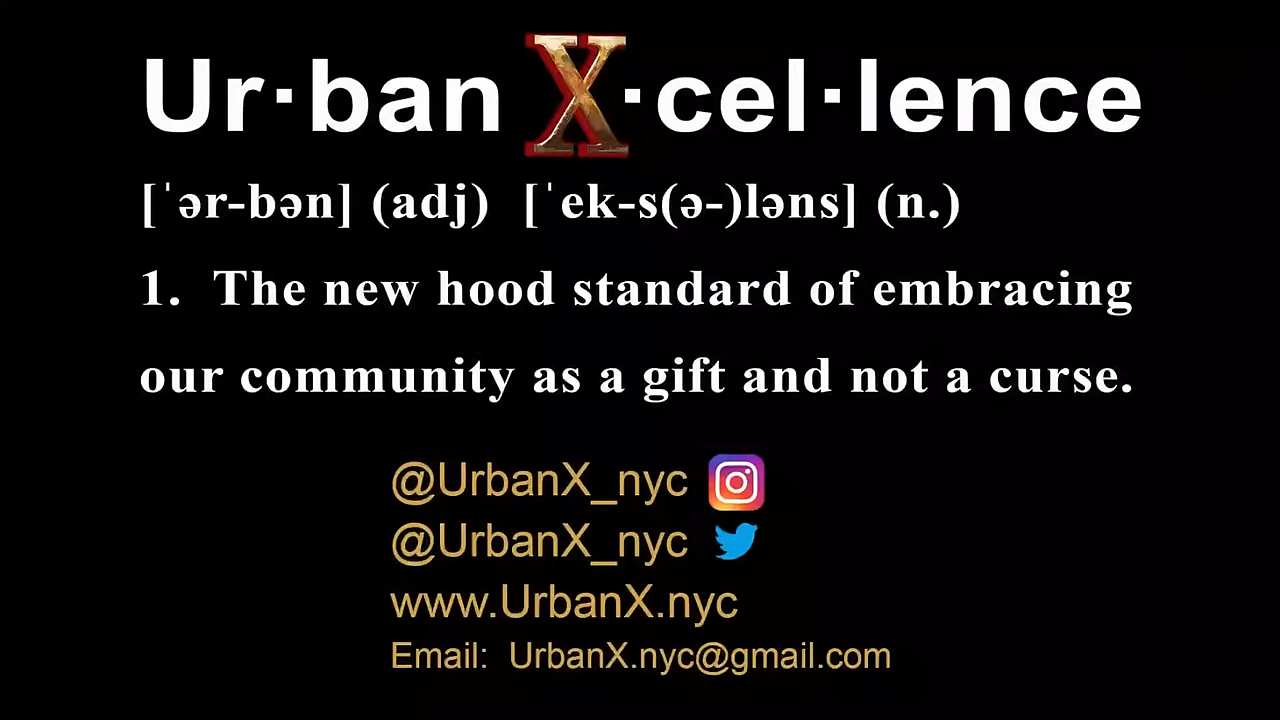 Ur·ban X·cel·lence
[ˈər-bən] (adj) [ˈek-s(ə-)ləns] (n.)
1. The new hood standard of embracing
our community as a gift and not a curse.
@UrbanX_nyc
@UrbanX_nyc
www.UrbanX.nyc
Email: UrbanX.nyc@gmail.com